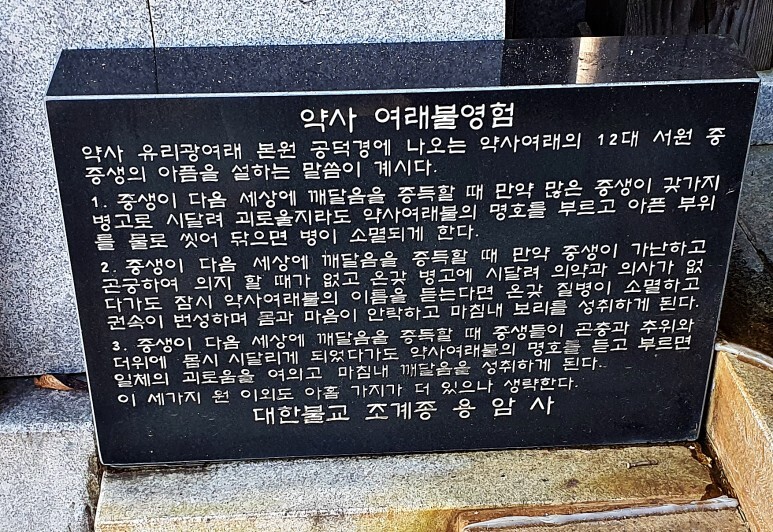 약사 여래불영험
약사 유리광여래 본원 공덕경에 나오는 약사여래의 12대 서원 중
중생의 아픔을 설하는 말씀이 계시다.
1. 중생이 다음 세상에 깨달음을 증득할 때 만약 많은 중생이 갖가지
병고로 시달려 괴로울지라도 약사여래불의 명호를 부르고 아픈 부위
를 물로 씻어 닦으면 병이 소멸되게 한다.
2. 중생이 다음 세상에 깨달음을 증득할 때 만약 중생이 가난하고
곤궁하여 의지 할 때가 없고 온갖 병고에 시달려 의약과 의사가 없
다가도 잠시 약사여래불의 이름을 듣는다면 온갖 질병이 소멸하고
권속이 번성하며 몸과 마음이 안락하고 마침내 보리를 성취하게 된다.
3. 중생이 다음 세상에 깨달음을 증득할 때 중생들이 곤충과 추위와
더위에 몹시 시달리게 되었다가도 약사여래불의 명호를 듣고 부르면
일체의 괴로움을 여의고 마침내 깨달음을 성취하게 된다.
이 세가지 원 이외도 아홉 가지가 더 있으나 생략한다.
대한불교 조계종 용 암 사